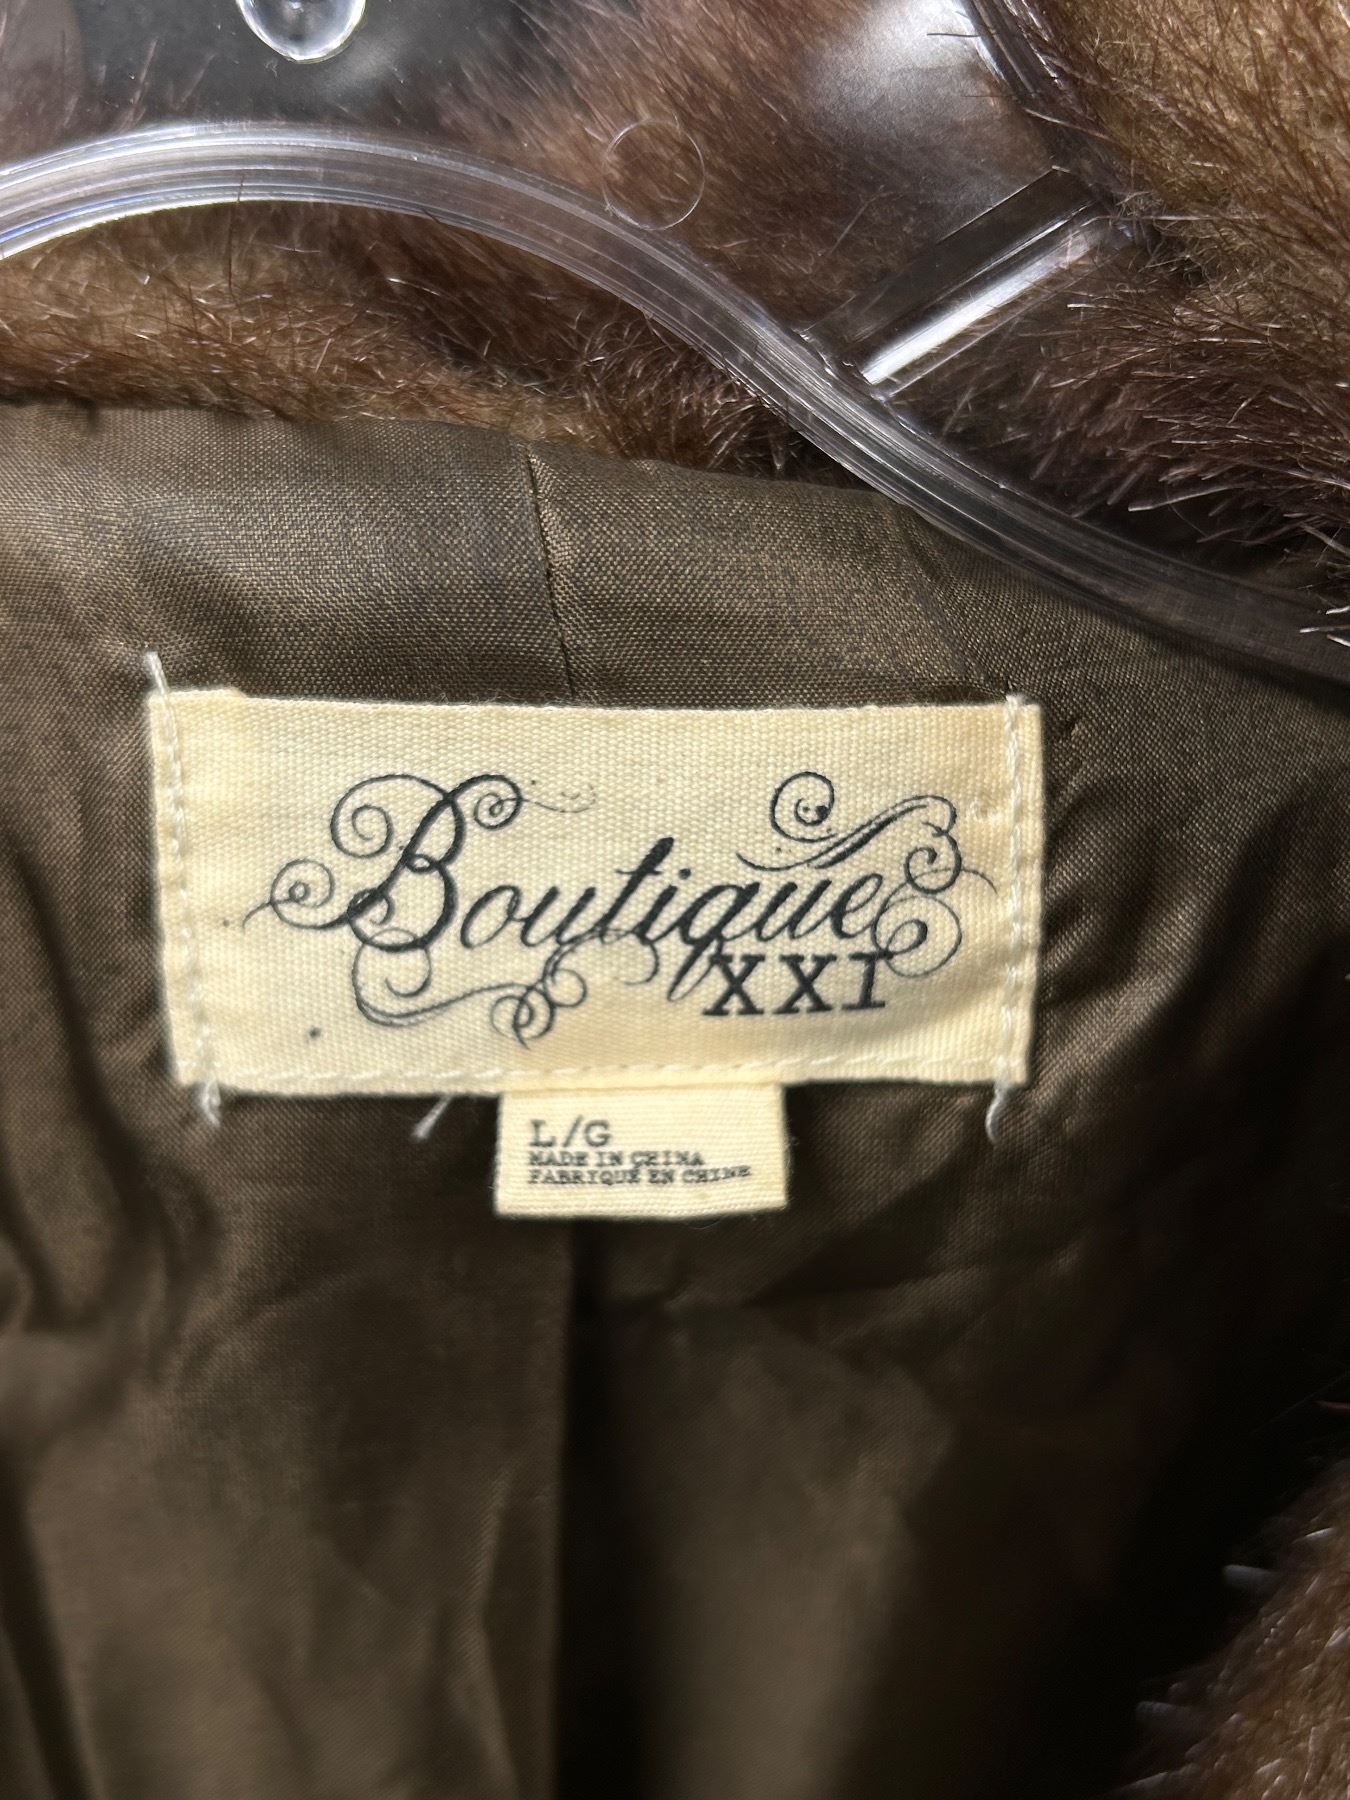 Boutique
XXI
L/G
MADE IN CHINA
FABRIQUÉ EN CHINE